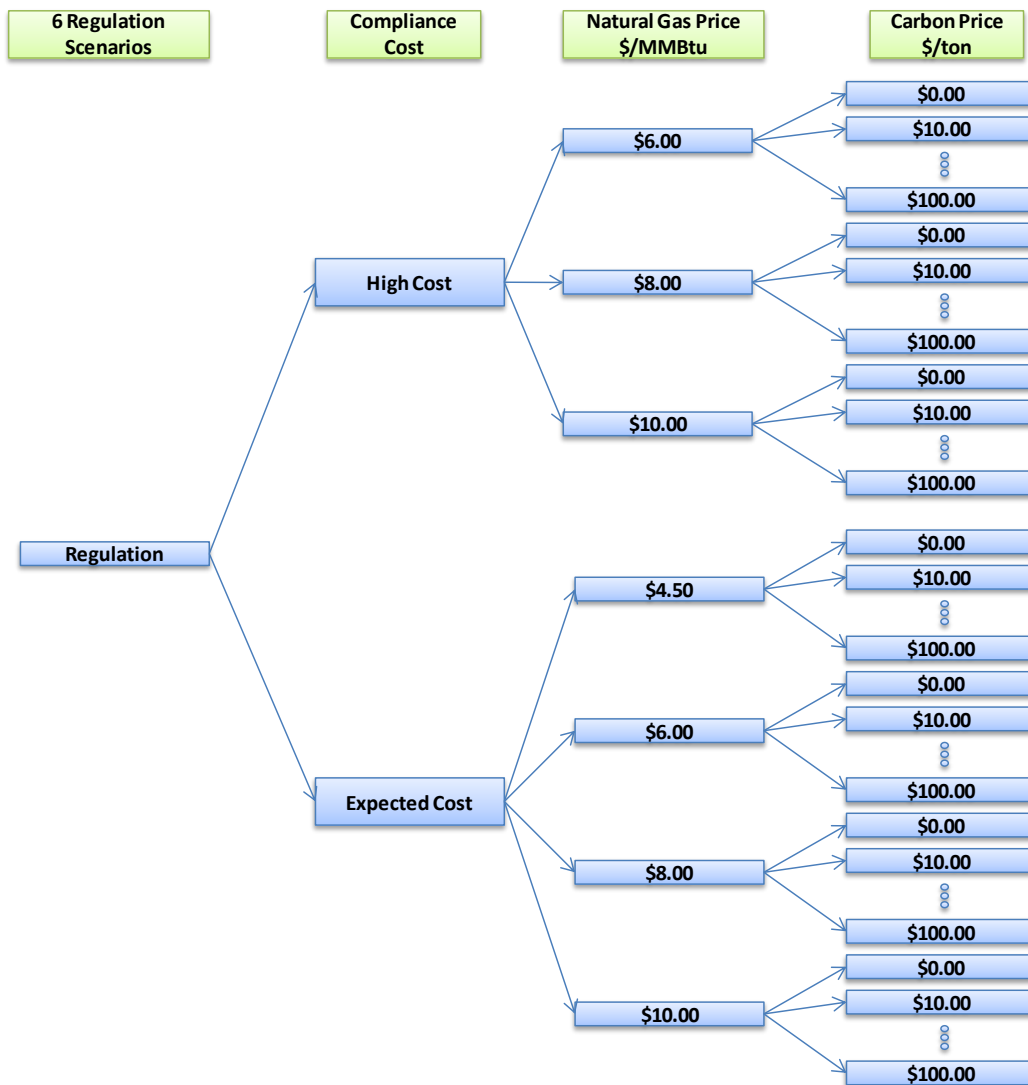 6 Regulation
Scenarios
Compliance
Cost
Natural Gas Price
$/MMBtu
Carbon Price
$/ton
Regulation
High Cost
$6.00
$0.00
$10.00
$100.00
$8.00
$0.00
$10.00
$100.00
$10.00
$0.00
$10.00
$100.00
Expected Cost
$4.50
$0.00
$10.00
$100.00
$6.00
$0.00
$10.00
$100.00
$8.00
$0.00
$10.00
$100.00
$10.00
$0.00
$10.00
$100.00